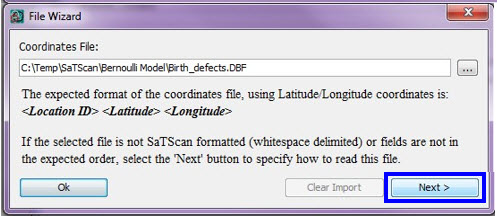 File Wizard
Coordinates File:
C:\Temp\SaTScan\Bernoulli Model\Birth_defects.DBF
...
The expected format of the coordinates file, using Latitude/Longitude coordinates is:
<Location ID> <Latitude> <Longitude>
If the selected file is not SaTScan formatted (whitespace delimited) or fields are not in
the expected order, select the 'Next' button to specify how to read this file.
Ok Clear Import Next >